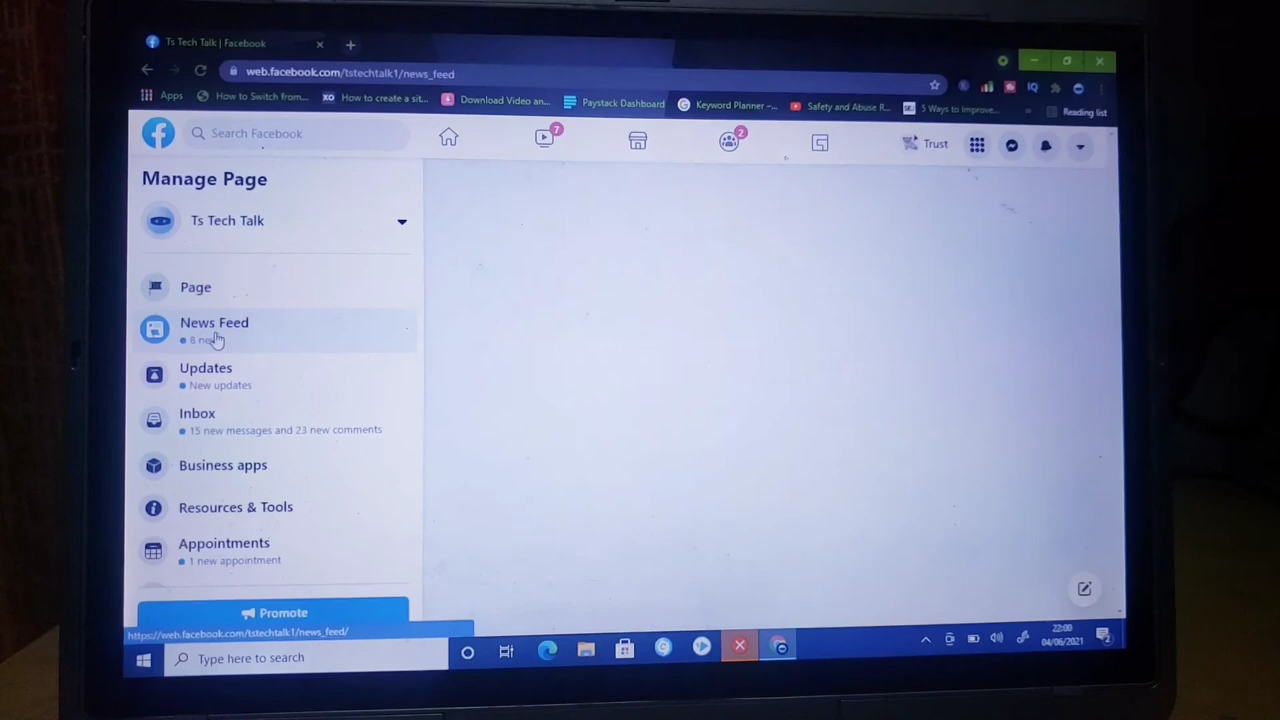 Ts Tech Talk | Facebook
web.facebook.com/tstechtalk1/news_feed
Apps
How to Switch from...
XO
How to create a sit...
Download Video an...
Paystack Dashboard
G
Keyword Planner –...
Safety and Abuse R...
5 Ways to Improve...
»
Reading list
IQ
Search Facebook
7
2
Trust
Manage Page
Ts Tech Talk
Page
News Feed
8
Updates
New updates
Inbox
15 new messages and 23 new comments
Business apps
Resources & Tools
Appointments
1 new appointment
Promote
https://web.facebook.com/tstechtalk1/news_feed/
Type here to search
22:00
04/06/2021
2